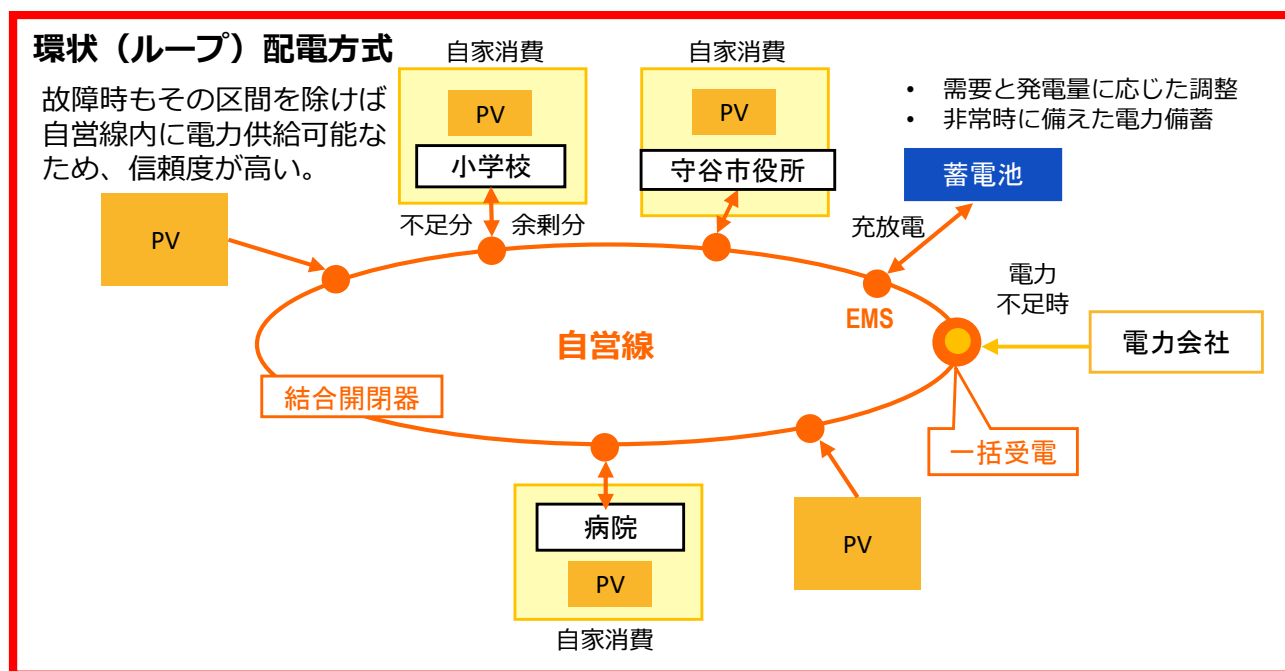 環状（ループ）配電方式
故障時もその区間を除けば
自営線内に電力供給可能な
ため、信頼度が高い。
自家消費
PV
小学校
不足分
余剰分
自家消費
PV
守谷市役所
• 需要と発電量に応じた調整
• 非常時に備えた電力備蓄
蓄電池
充放電
PV
EMS
電力
不足時
電力会社
自営線
結合開閉器
一括受電
病院
PV
自家消費
PV